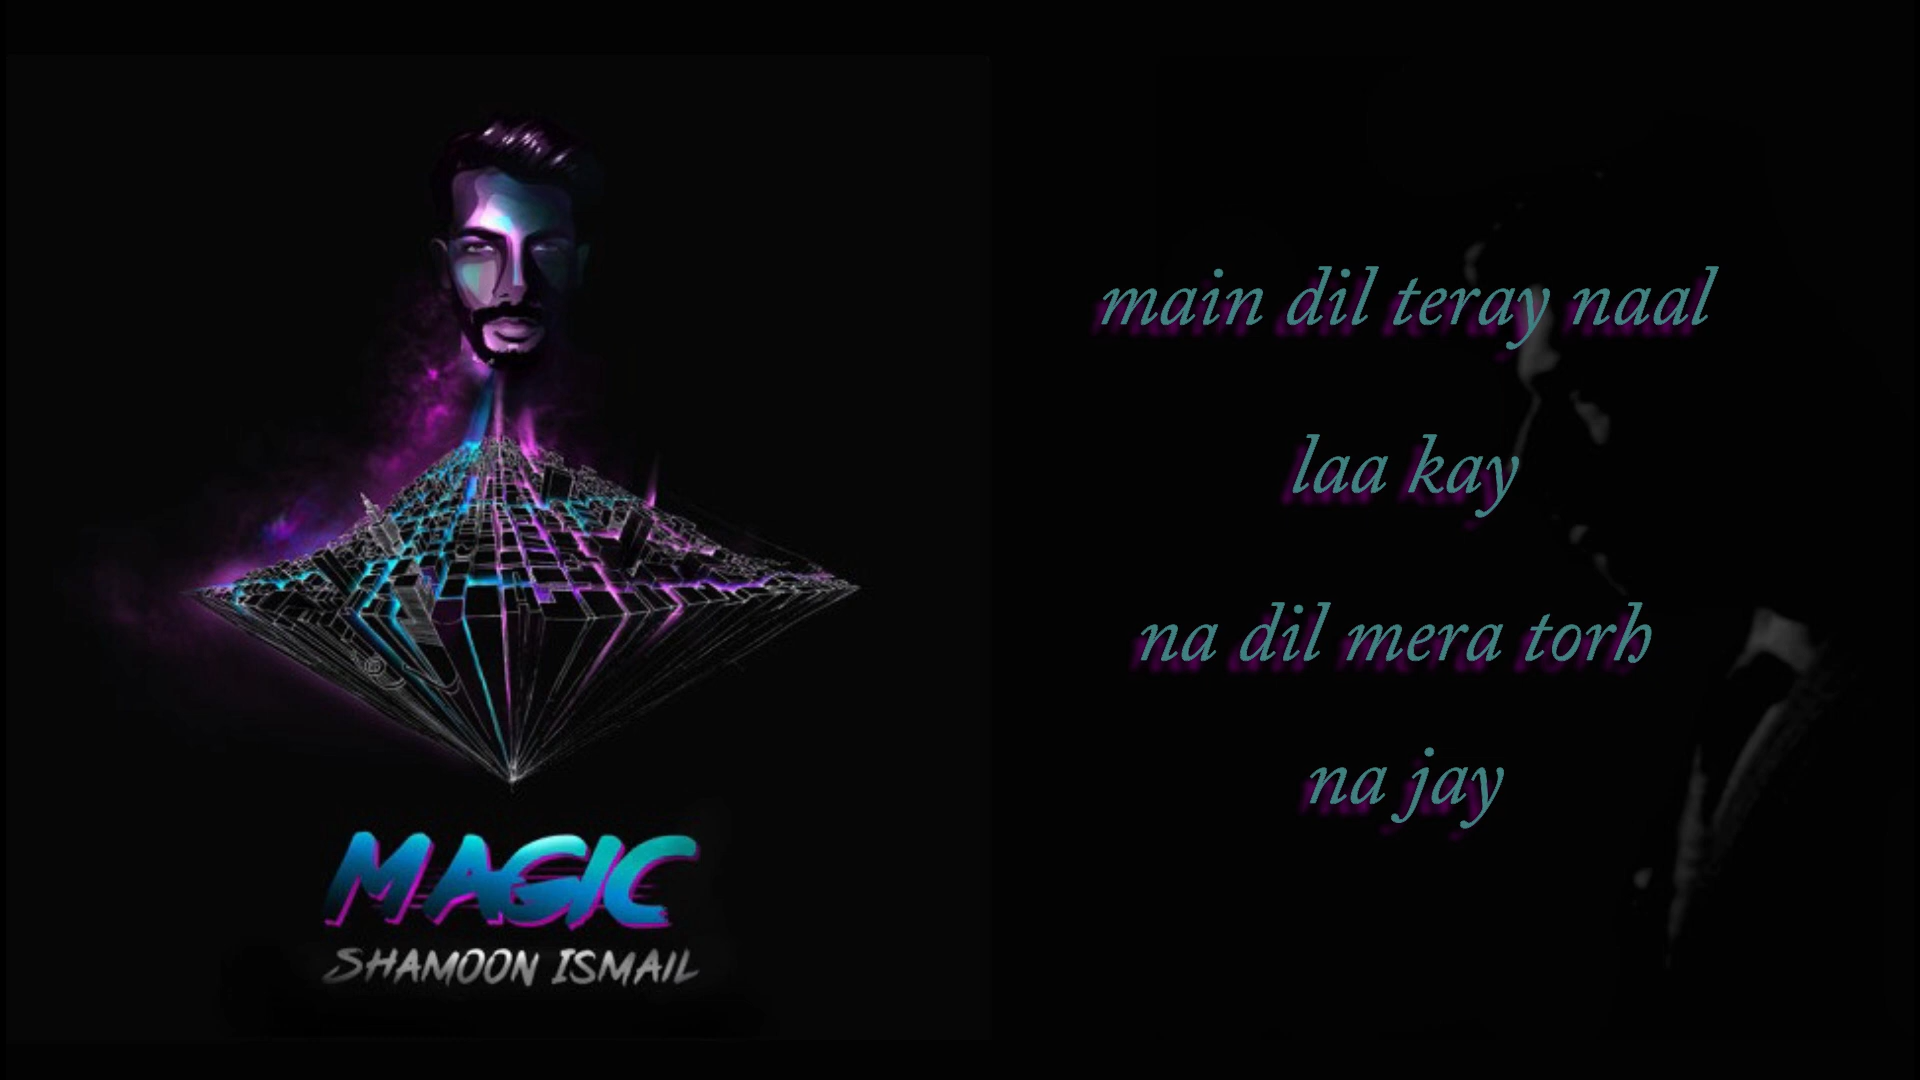 MAGIC
SHAMOON ISMAIL
main dil teray naal
laa kay
na dil mera torh
na jay